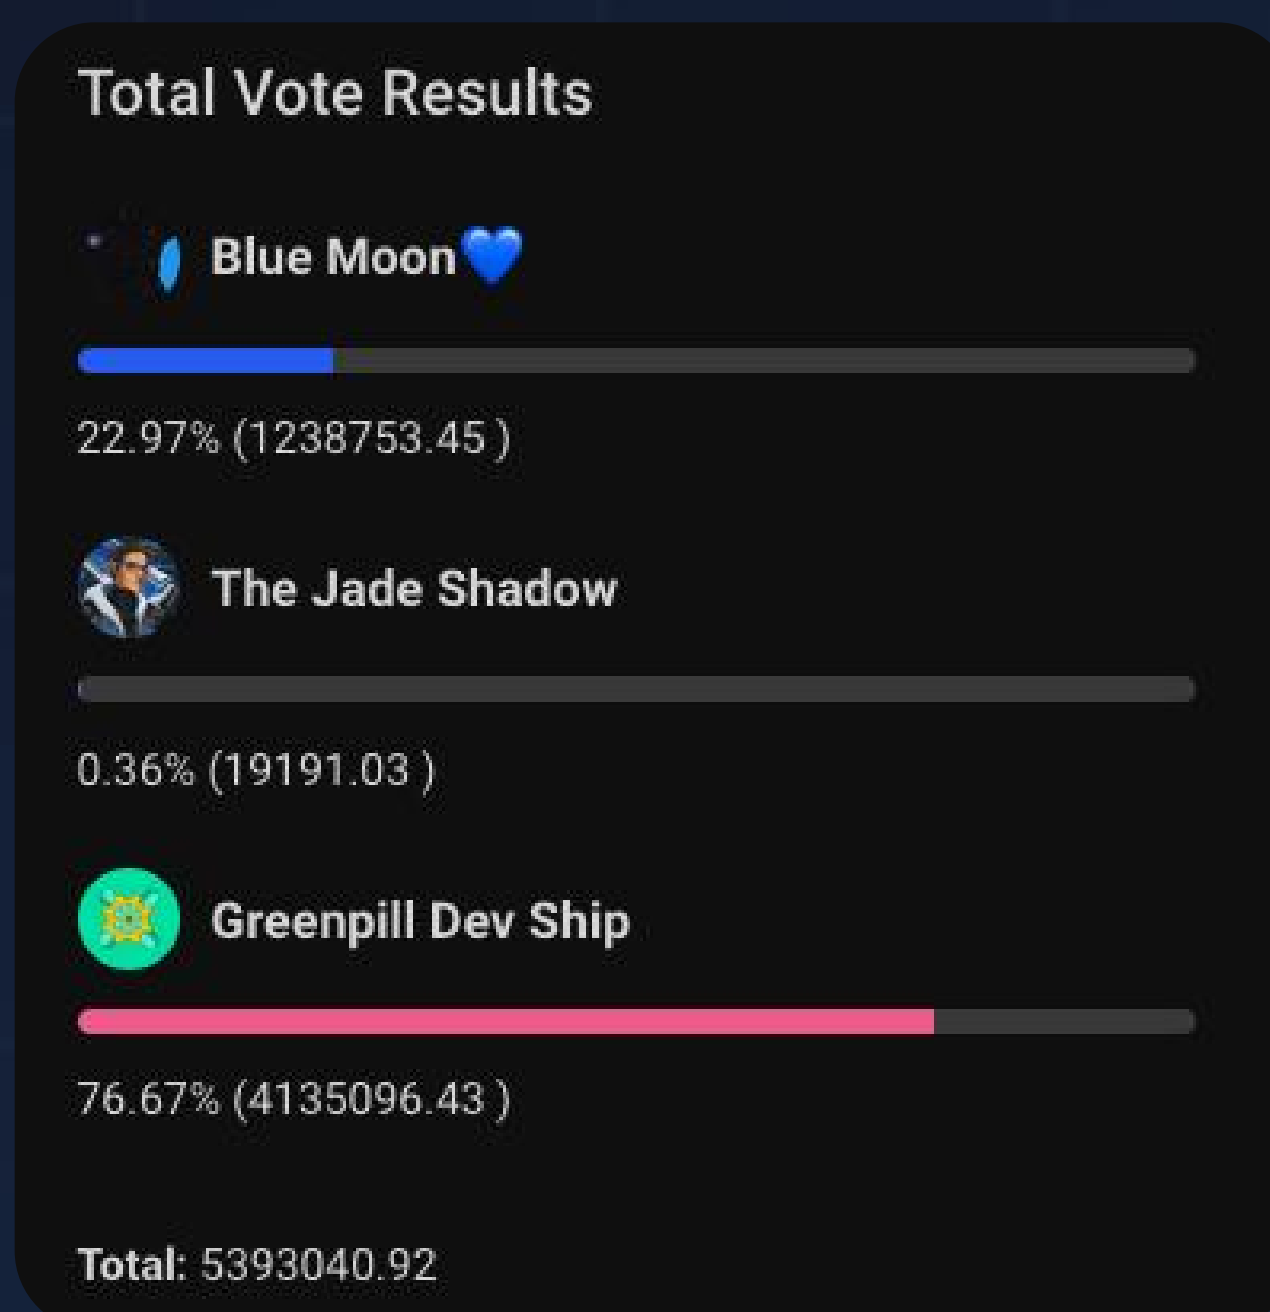 Total Vote Results
Blue Moon💙
22.97% (1238753.45 )
The Jade Shadow
0.36% (19191.03 )
Greenpill Dev Ship
76.67% (4135096.43 )
Total: 5393040.92